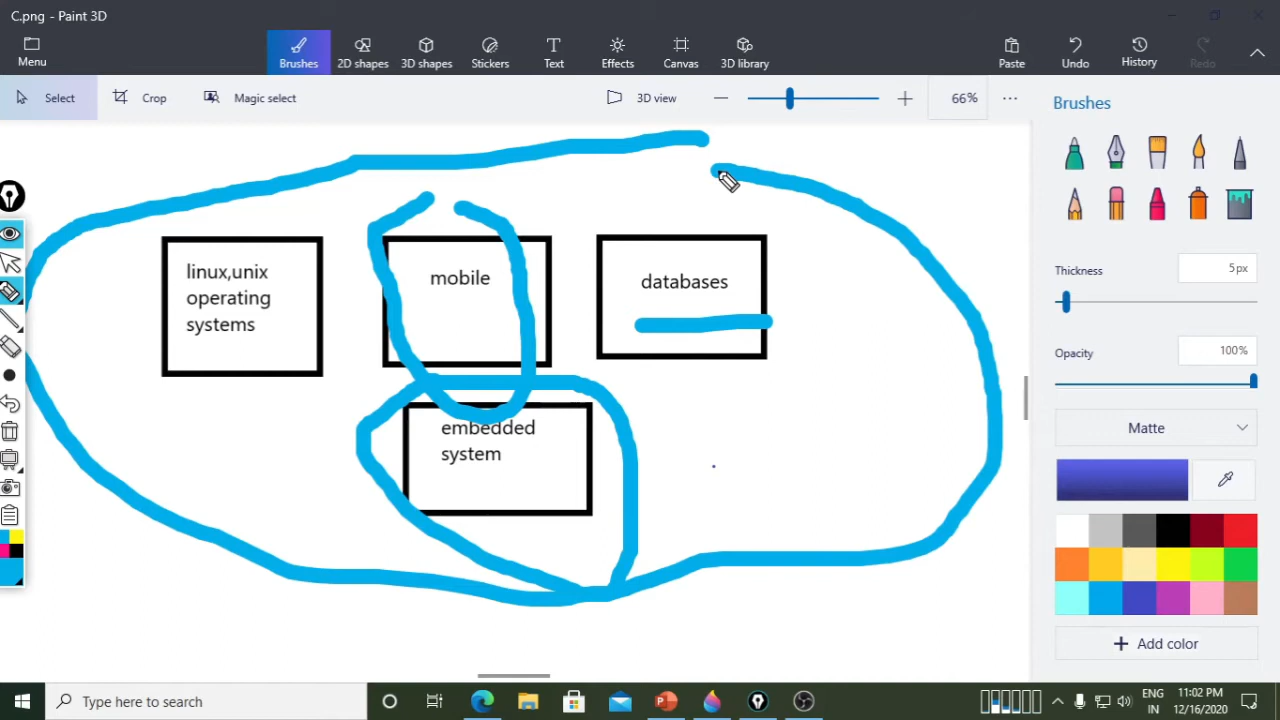 C.png - Paint 3D
Menu
Brushes
2D shapes
3D shapes
Stickers
Text
Effects
Canvas
3D library
Paste
Undo
History
Redo
Select
Crop
Magic select
3D view
66%
Brushes
Thickness
5px
Opacity
100%
Matte
Add color
linux,unix
operating
systems
mobile
databases
embedded
system
Type here to search
ENG
IN
11:02 PM
12/16/2020